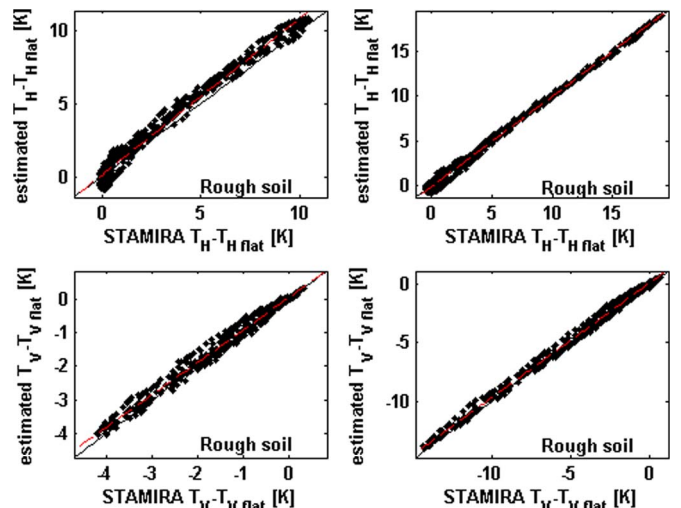 estimated T_H-T_H flat [K]
10
5
0
Rough soil
0 5 10
STAMIRA T_H-T_H flat [K]
estimated T_H-T_H flat [K]
15
10
5
0
Rough soil
0 5 10 15
STAMIRA T_H-T_H flat [K]
estimated T_V-T_V flat [K]
0
-1
-2
-3
-4
Rough soil
-4 -3 -2 -1 0
STAMIRA T_V-T_V flat [K]
estimated T_V-T_V flat [K]
0
-5
-10
Rough soil
-10 -5 0
STAMIRA T_V-T_V flat [K]